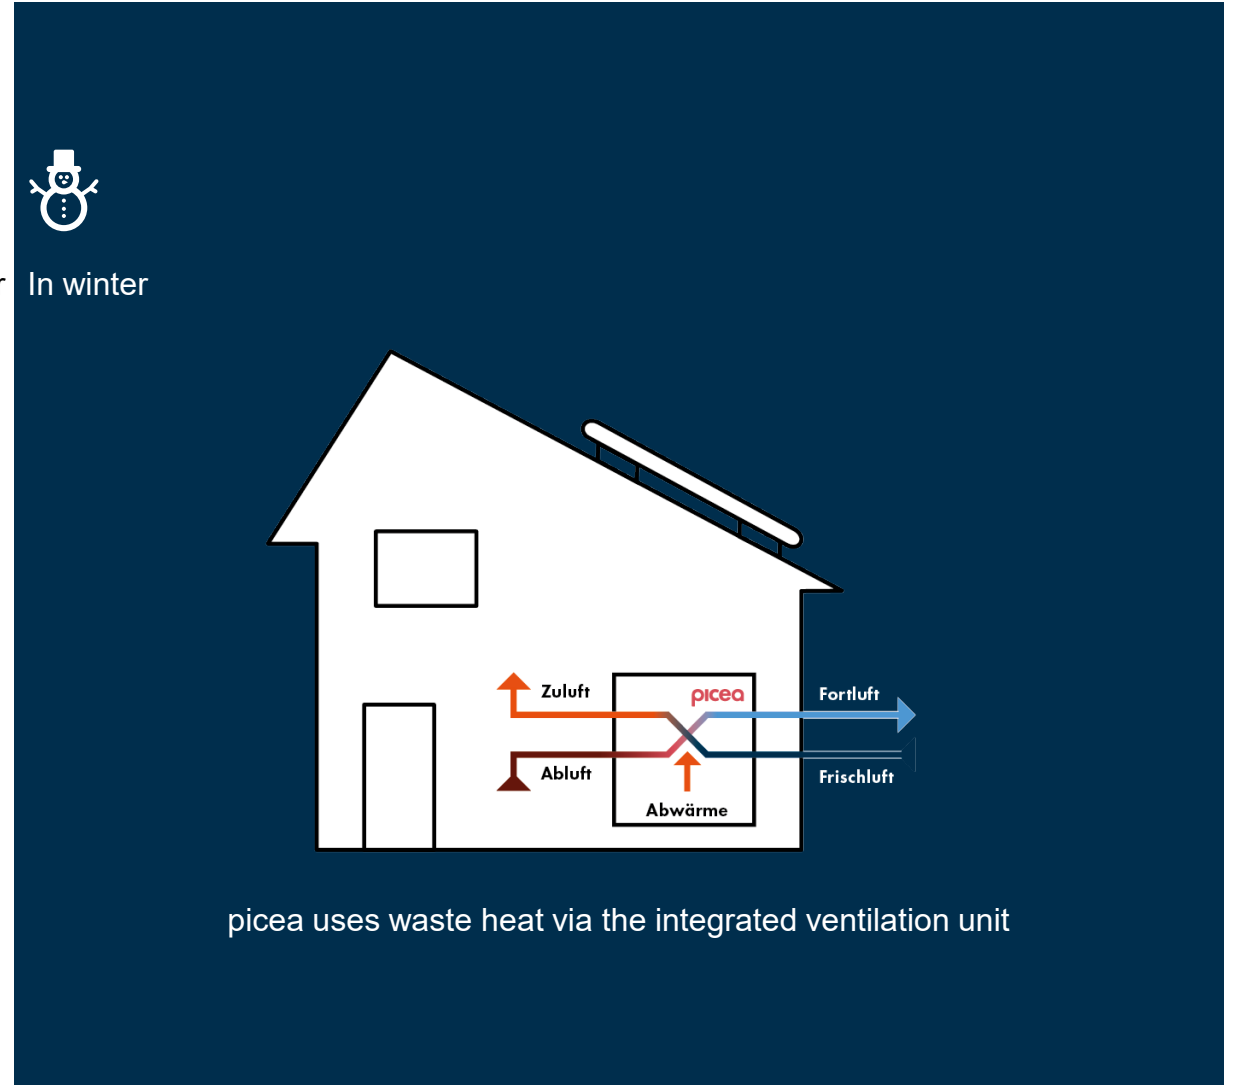 In winter
Zuluft
picea
Fortluft
Abluft
Frischluft
Abwärme
picea uses waste heat via the integrated ventilation unit